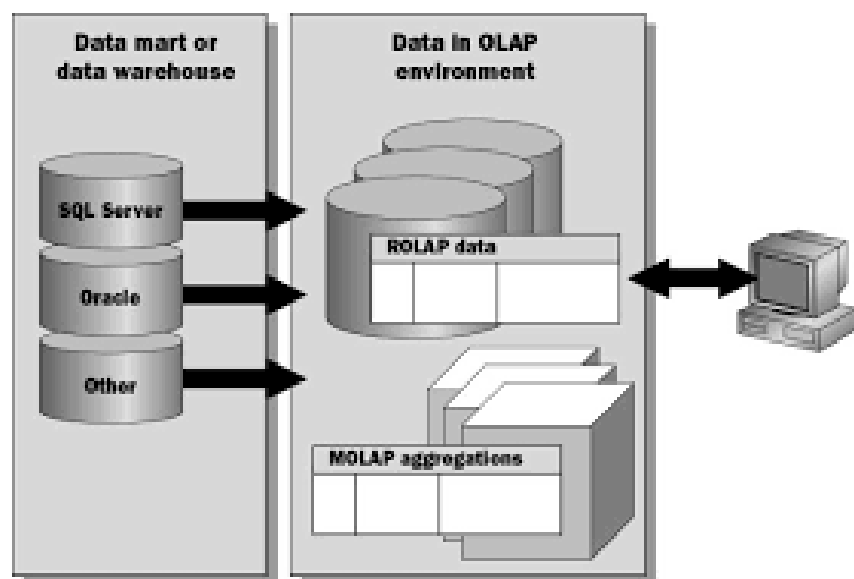 Data mart or
data warehouse
Data in OLAP
environment
SQL Server
Oracle
Other
ROLAP data
MOLAP aggregations